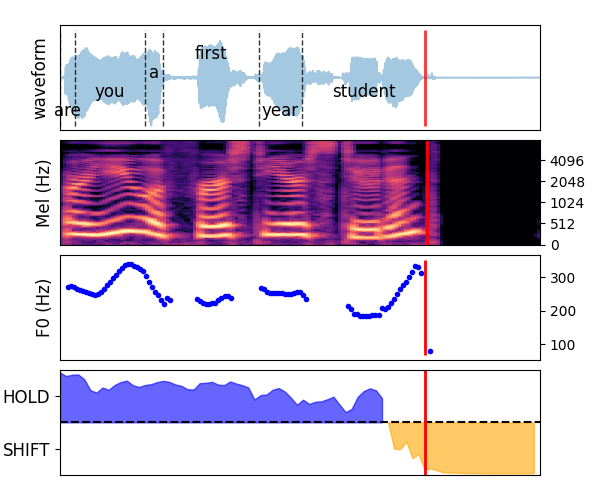 waveform
are
you
a
first
year
student
Mel (Hz)
4096
2048
1024
512
0
F0 (Hz)
300
200
100
HOLD
SHIFT